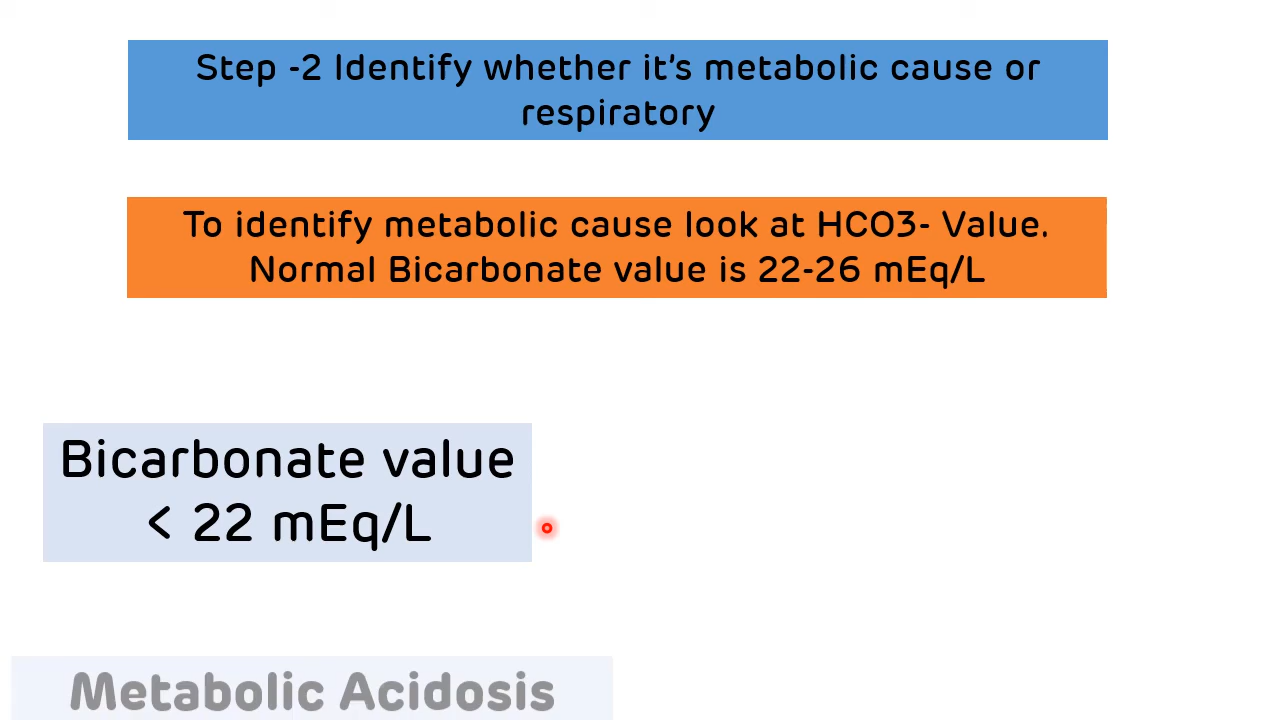 Step -2 Identify whether it's metabolic cause or
respiratory
To identify metabolic cause look at HCO3- Value.
Normal Bicarbonate value is 22-26 mEq/L
Bicarbonate value
< 22 mEq/L
Metabolic Acidosis